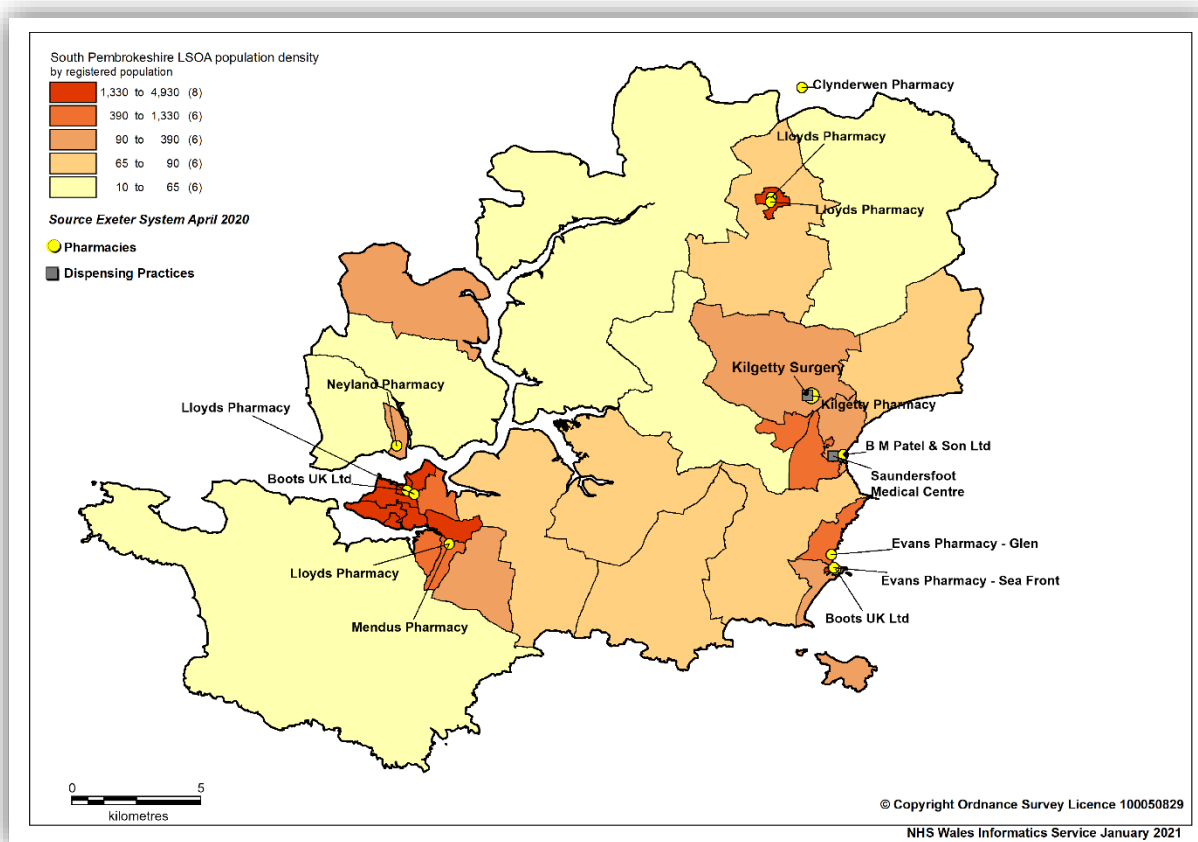 South Pembrokeshire LSOA population density
by registered population
1,330 to 4,930 (8)
390 to 1,330 (6)
90 to 390 (6)
65 to 90 (6)
10 to 65 (6)
Source Exeter System April 2020
Pharmacies
Dispensing Practices
Clynderwen Pharmacy
Lloyds Pharmacy
Lloyds Pharmacy
Kilgetty Surgery
Neyland Pharmacy
Kilgetty Pharmacy
Lloyds Pharmacy
B M Patel & Son Ltd
Boots UK Ltd
Saundersfoot
Medical Centre
Evans Pharmacy - Glen
Lloyds Pharmacy
Evans Pharmacy - Sea Front
Boots UK Ltd
Mendus Pharmacy
0 5
kilometres
© Copyright Ordnance Survey Licence 100050829
NHS Wales Informatics Service January 2021